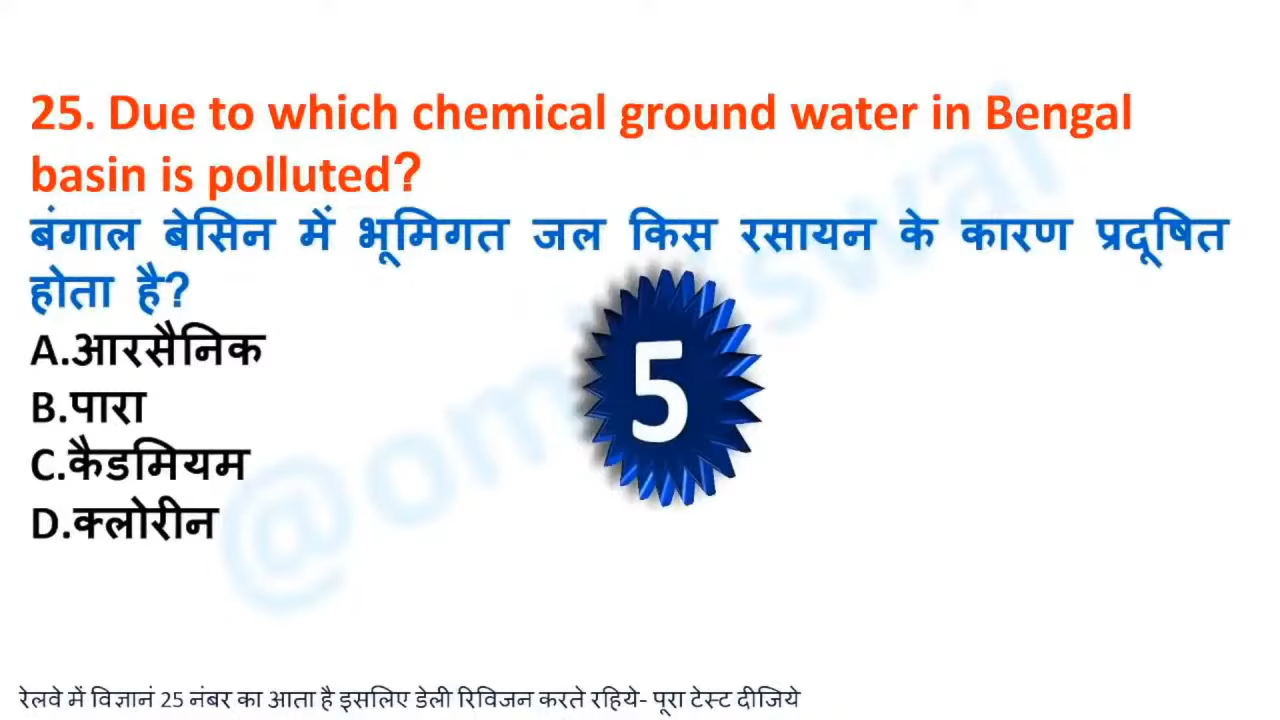 25. Due to which chemical ground water in Bengal
basin is polluted?
बंगाल बेसिन में भूमिगत जल किस रसायन के कारण प्रदूषित
होता है?
A.आरसैनिक
B.पारा
C.कैडमियम
D.क्लोरीन
5
रेलवे में विज्ञानं 25 नंबर का आता है इसलिए डेली रिविजन करते रहिये- पूरा टेस्ट दीजिये